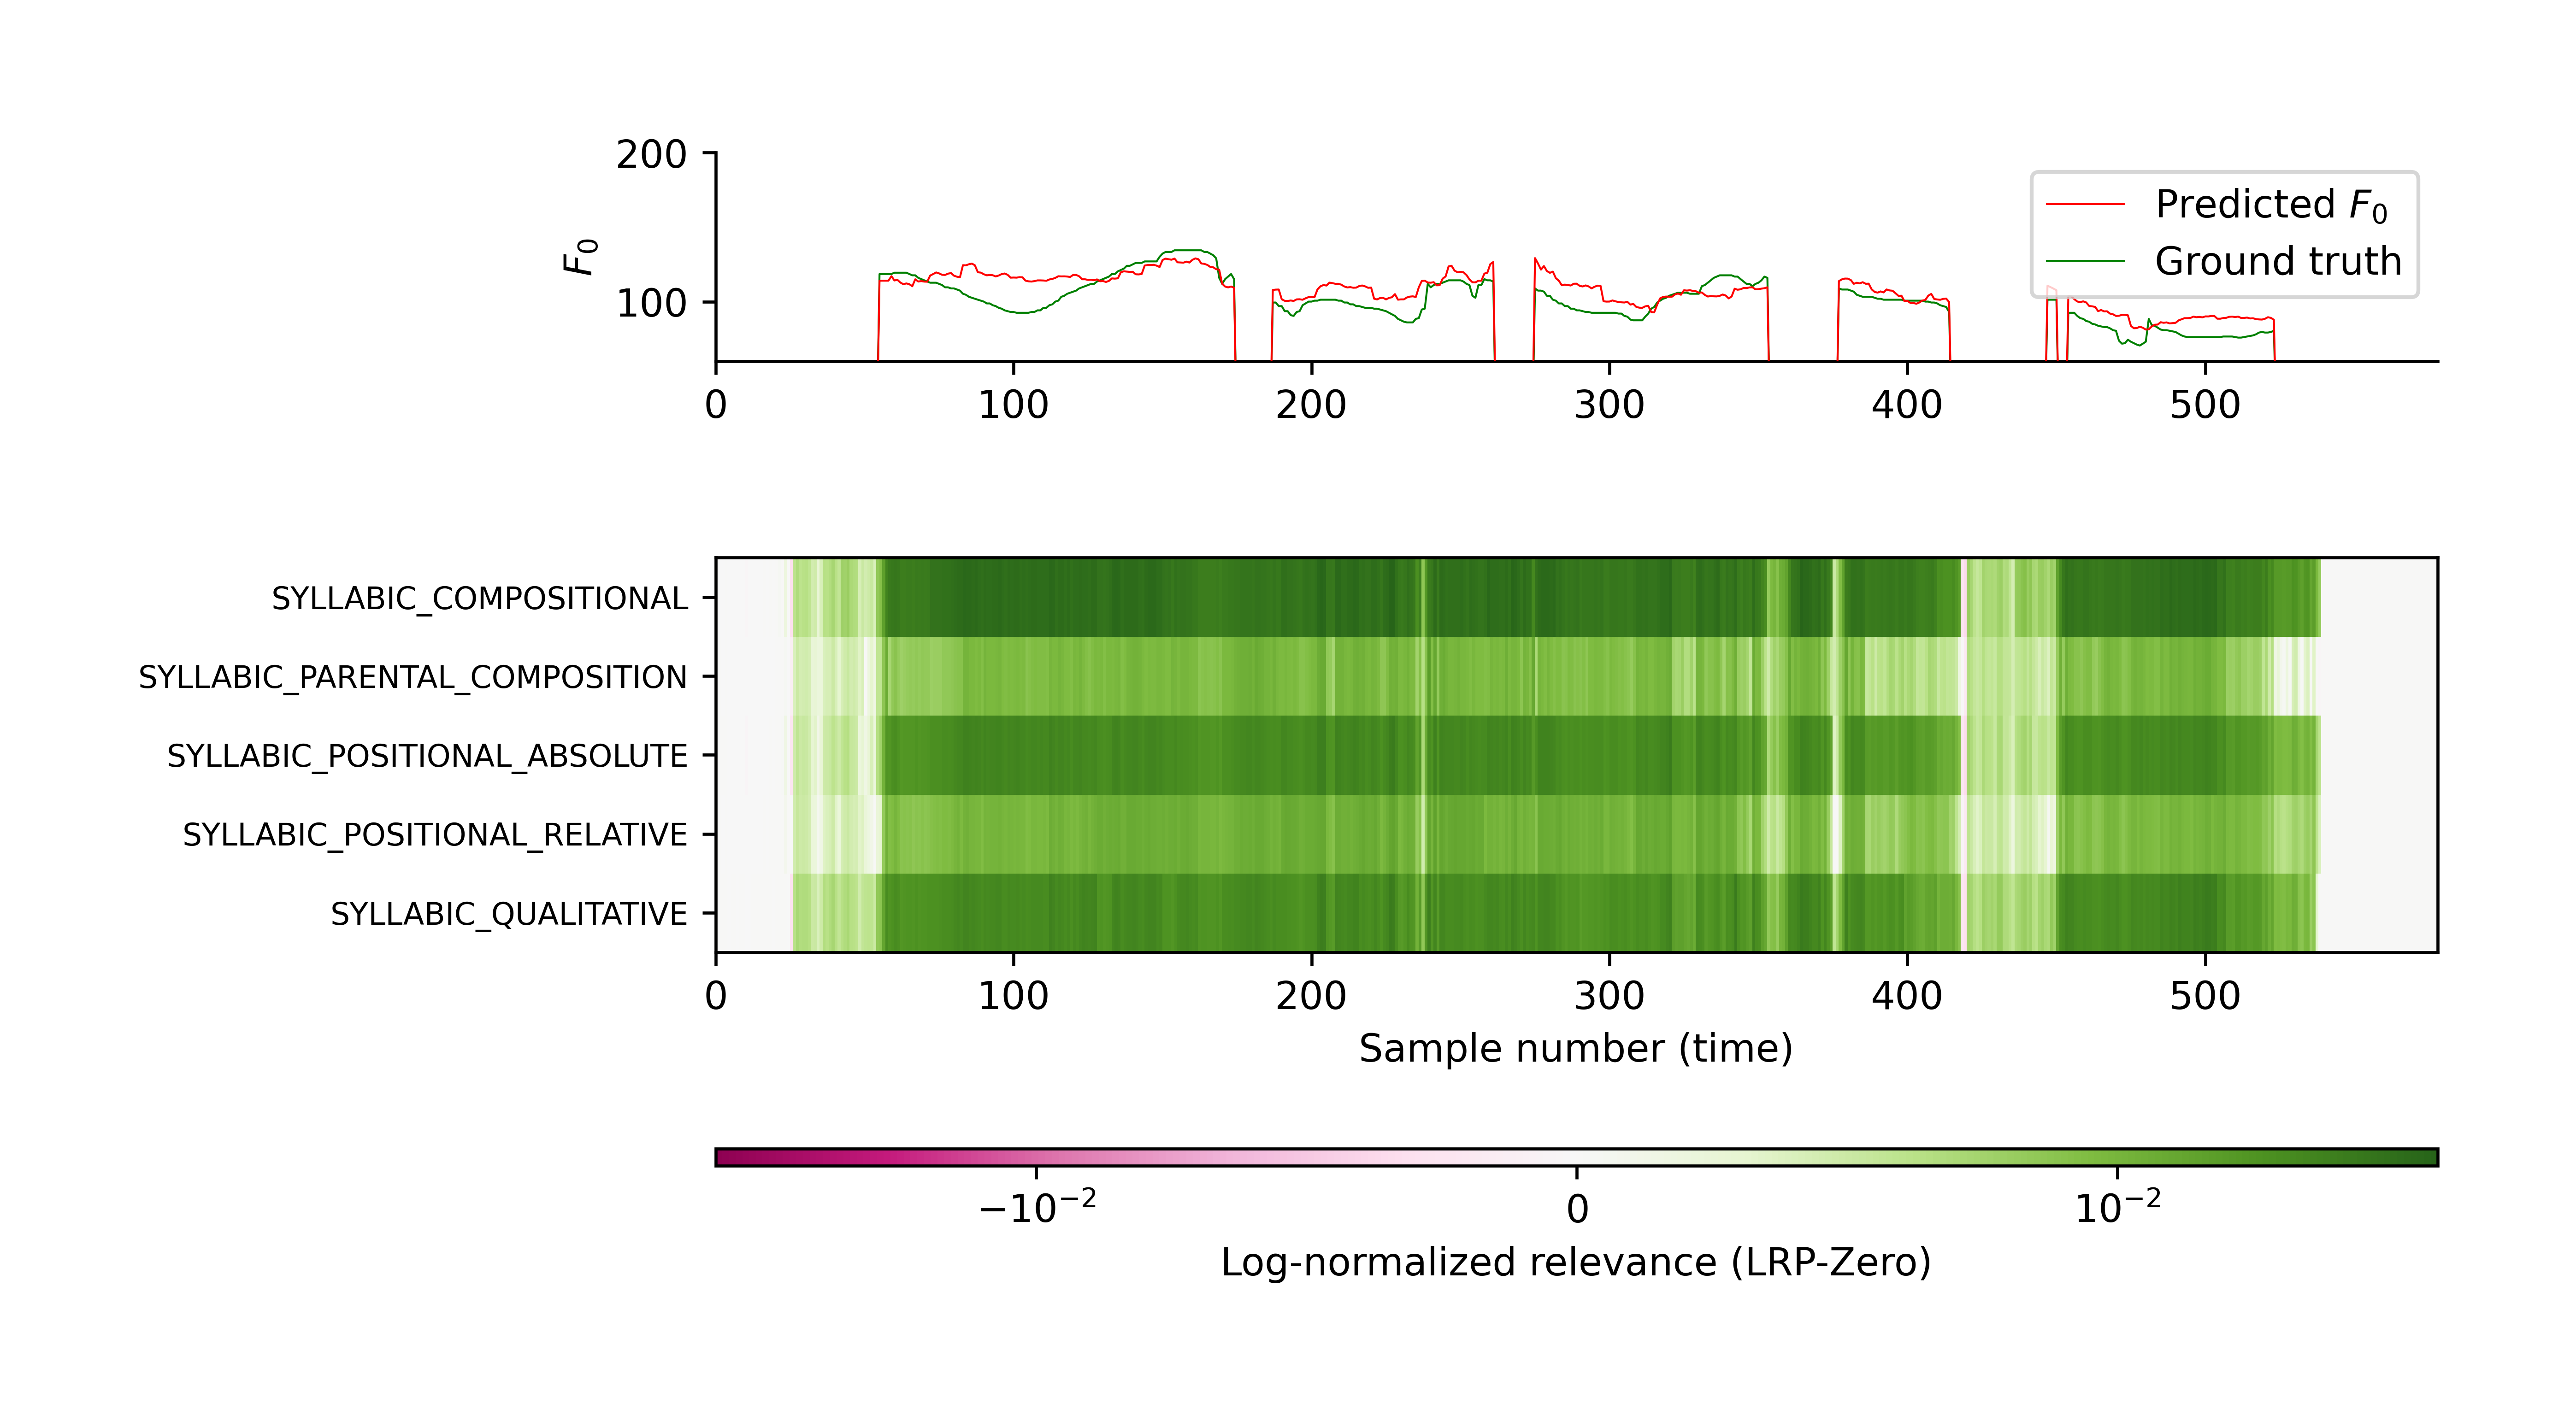 200
100
F₀
Predicted F₀
Ground truth
0 100 200 300 400 500
SYLLABIC_COMPOSITIONAL
SYLLABIC_PARENTAL_COMPOSITION
SYLLABIC_POSITIONAL_ABSOLUTE
SYLLABIC_POSITIONAL_RELATIVE
SYLLABIC_QUALITATIVE
0 100 200 300 400 500
Sample number (time)
−10⁻² 0 10⁻²
Log-normalized relevance (LRP-Zero)